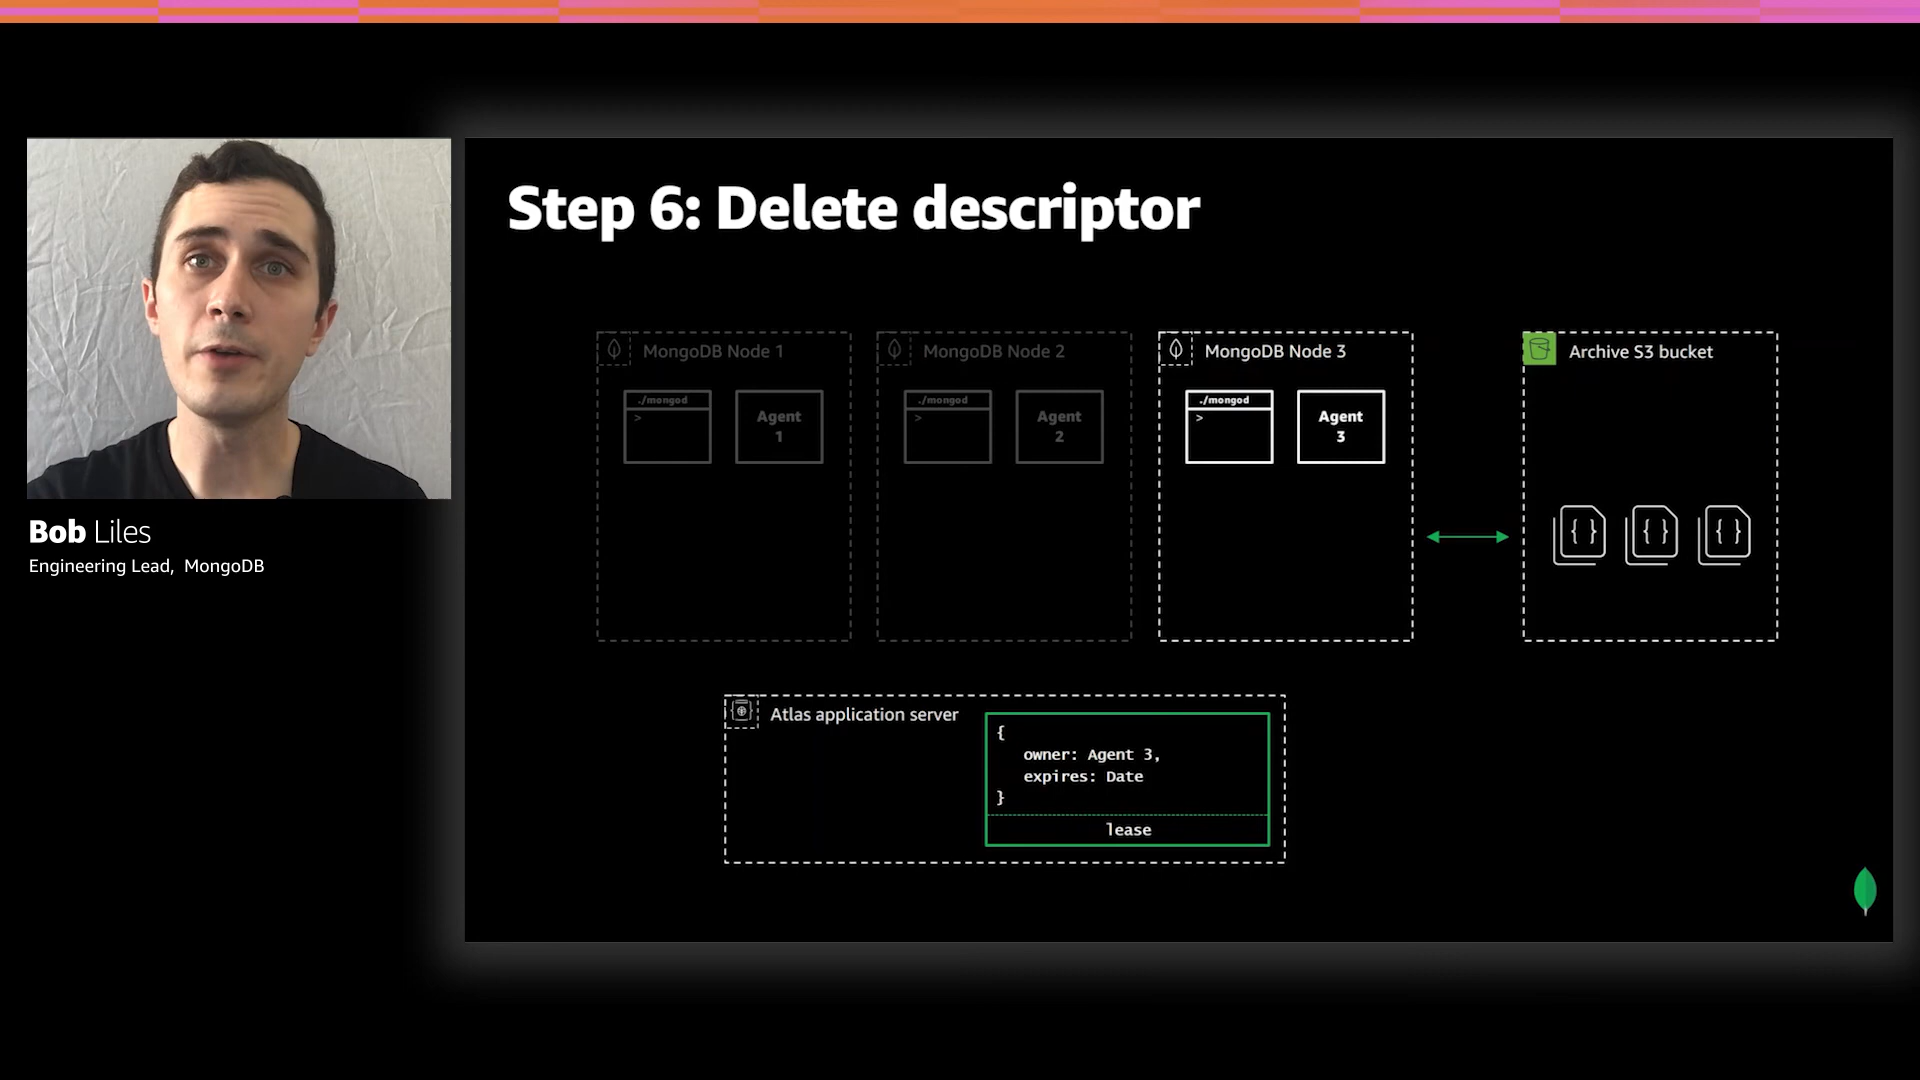 Step 6: Delete descriptor
MongoDB Node 1
./mongod
>
Agent
1
MongoDB Node 2
./mongod
>
Agent
2
MongoDB Node 3
./mongod
>
Agent
3
Archive S3 bucket
{ }
{ }
{ }
Atlas application server
{
owner: Agent 3,
expires: Date
}
lease
Bob Liles
Engineering Lead, MongoDB